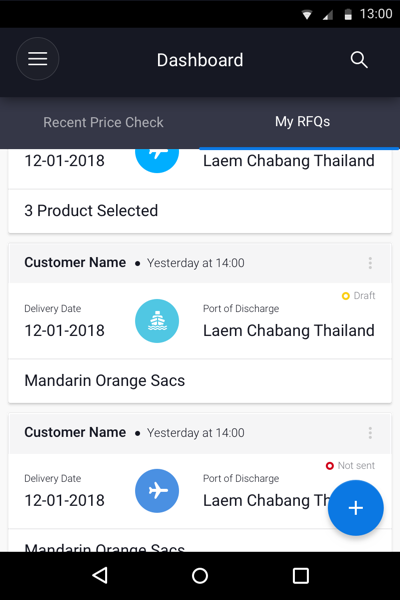 13:00
Dashboard
Recent Price Check
My RFQs
12-01-2018
Laem Chabang Thailand
3 Product Selected
Customer Name • Yesterday at 14:00
Draft
Delivery Date
Port of Discharge
12-01-2018
Laem Chabang Thailand
Mandarin Orange Sacs
Customer Name • Yesterday at 14:00
Not sent
Delivery Date
Port of Discharge
12-01-2018
Laem Chabang Th
Mandarin Orange Sacs